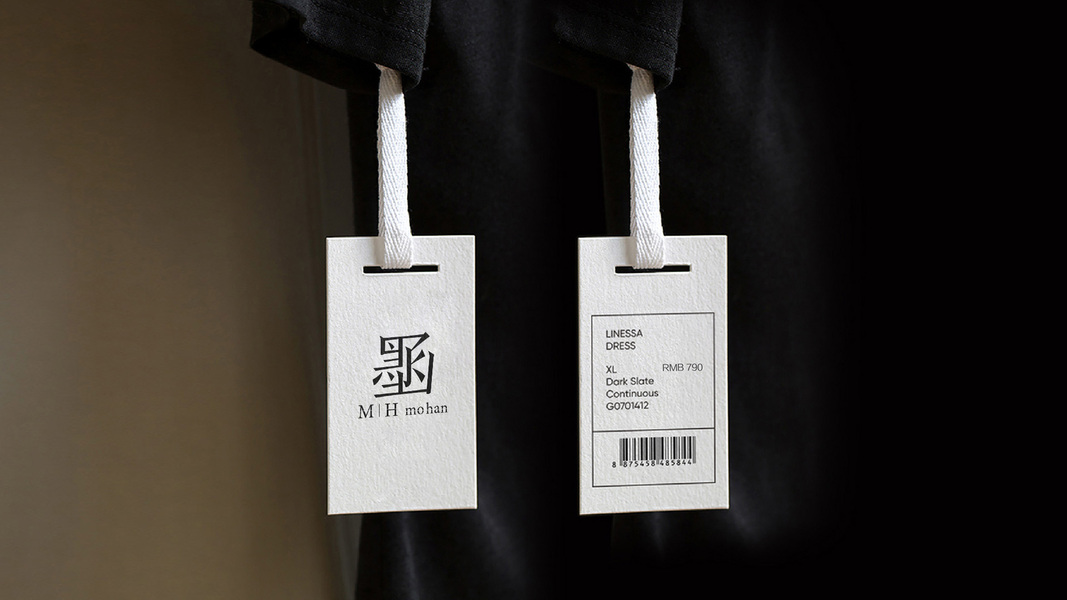 M|H mohan
LINESSA
DRESS
XL RMB 790
Dark Slate
Continuous
G0701412
8 875458 485844